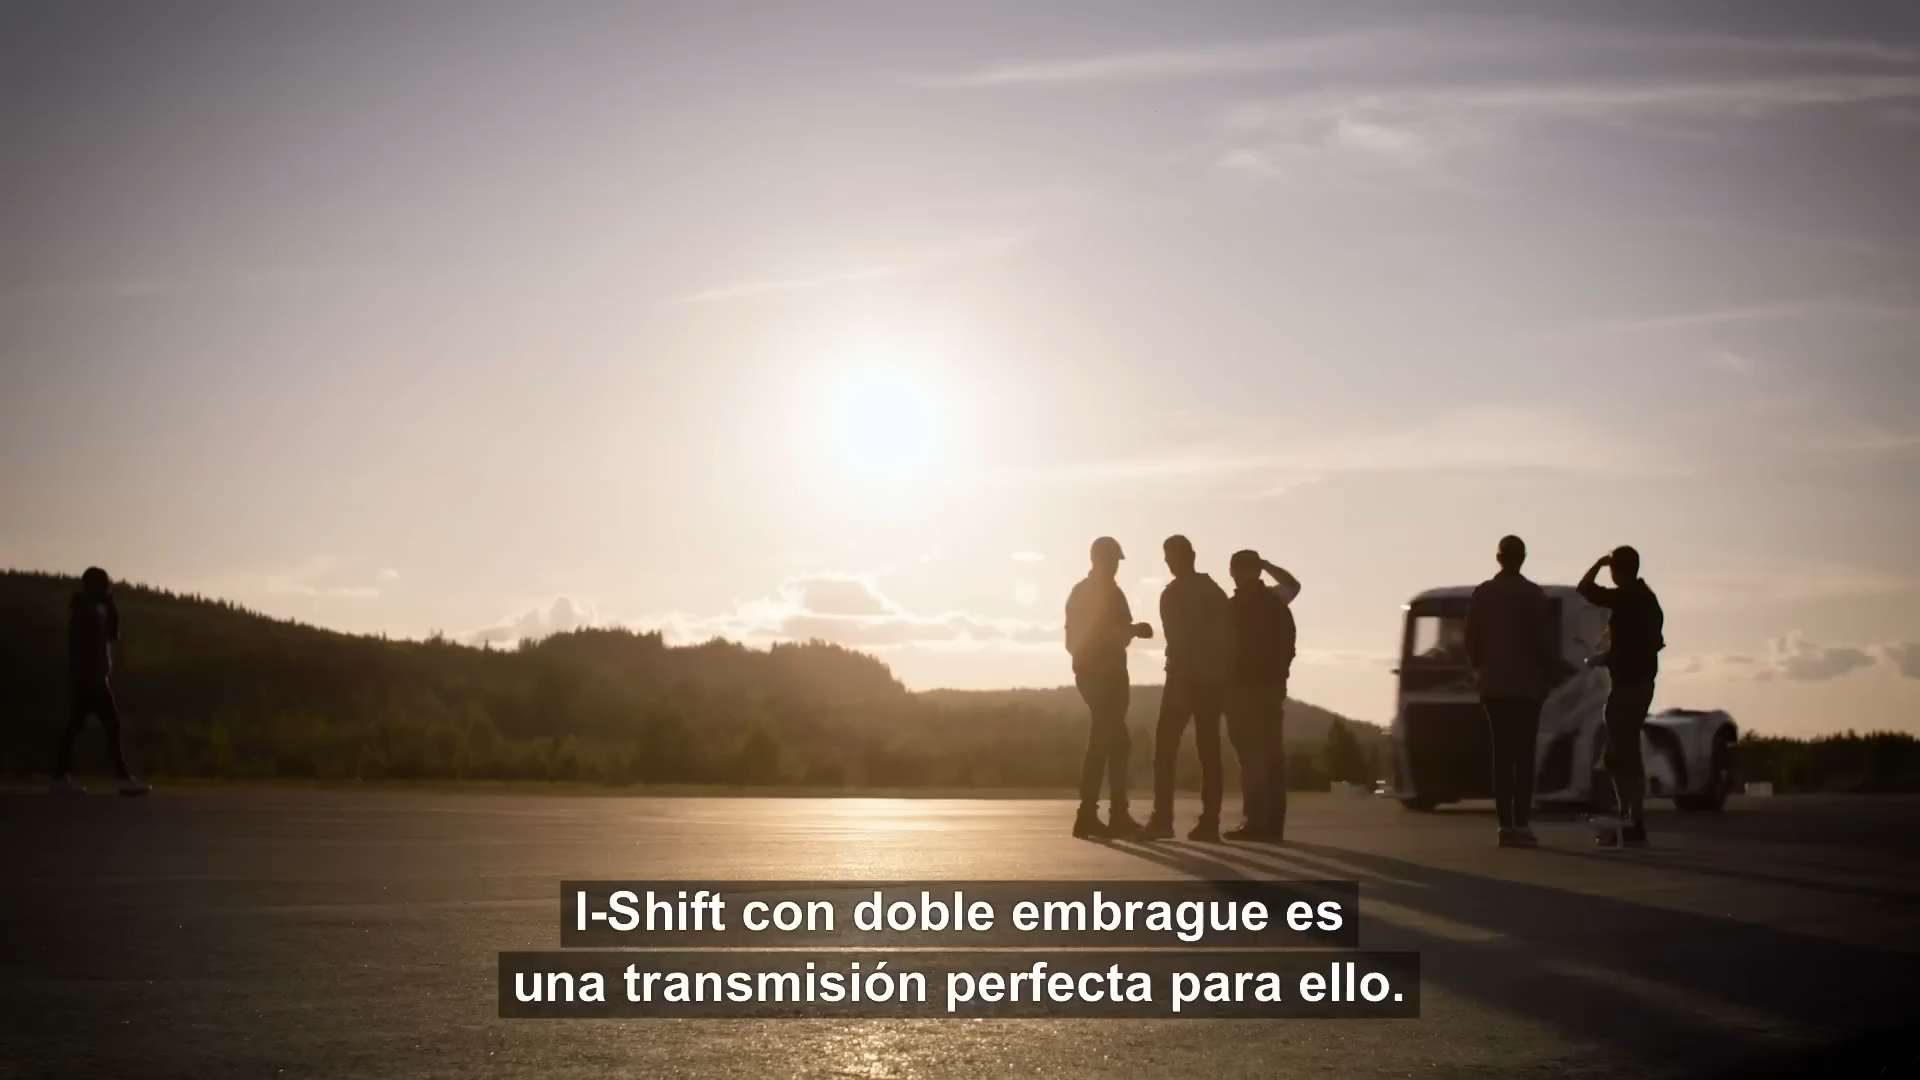 I-Shift con doble embrague es
una transmisión perfecta para ello.